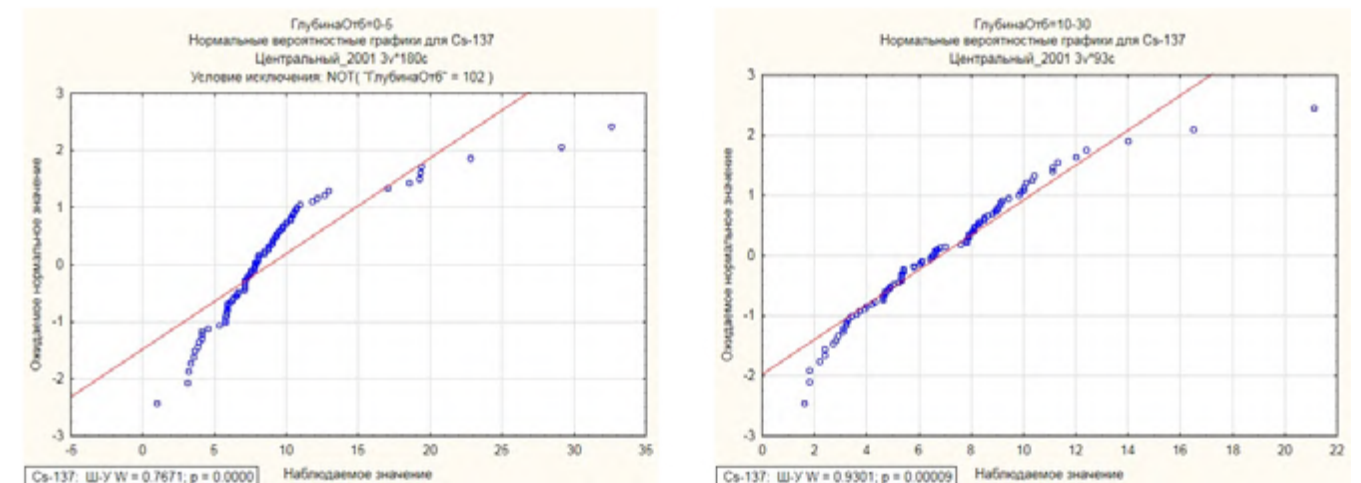 ГлубинаОтб=0-5
Нормальные вероятностные графики для Cs-137
Центральный_2001 3v*180c
Условие исключения: NOT( "ГлубинаОтб" = 102 )
3
2
1
0
-1
-2
-3
Ожидаемое нормальное значение
-5 0 5 10 15 20 25 30 35
Наблюдаемое значение
Cs-137: Ш-У W = 0.7671; p = 0.0000
ГлубинаОтб=10-30
Нормальные вероятностные графики для Cs-137
Центральный_2001 3v*93c
3
2
1
0
-1
-2
-3
Ожидаемое нормальное значение
0 2 4 6 8 10 12 14 16 18 20 22
Наблюдаемое значение
Cs-137: Ш-У W = 0.9301; p = 0.00009